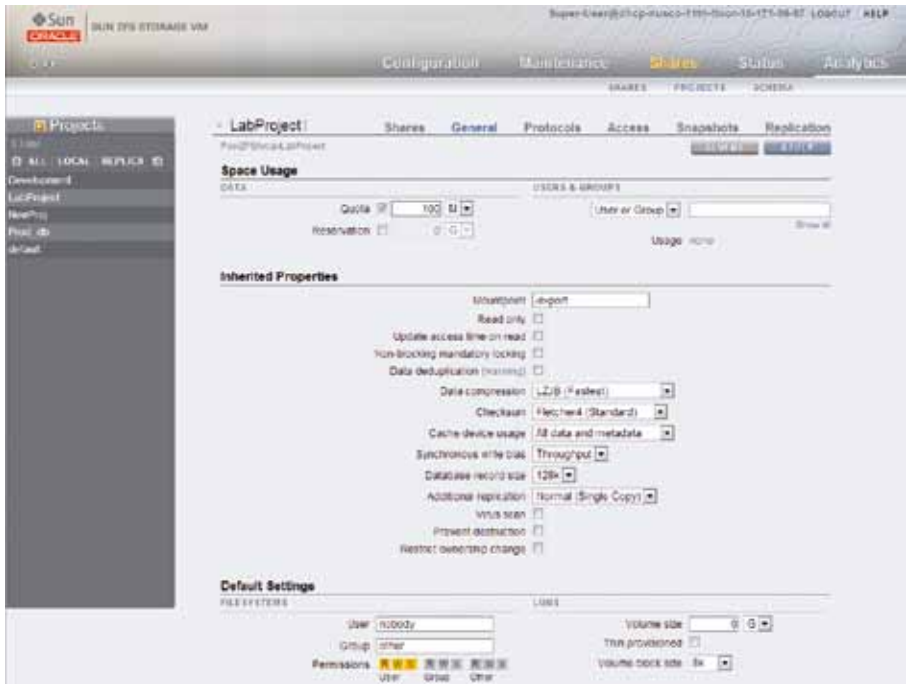 Sun
ORACLE
SUN ZFS STORAGE VM
LOGOUT HELP
Configuration Maintenance Shares Status Analytics
SHARES PROJECTS SCHEMA
Projects
ALL LOCAL REPLICA
Development
LabProject
NewProj
Prod_db
default
LabProject
Shares General Protocols Access Snapshots Replication
APPLY
Space Usage
DATA
USERS & GROUPS
Quota 100 M
Reservation 0 G
User or Group
Show all
Usage none
Inherited Properties
Mountpoint /export
Read only
Update access time on read
Non-blocking mandatory locking
Data deduplication (warning)
Data compression LZJB (Fastest)
Checksum Fletcher4 (Standard)
Cache device usage All data and metadata
Synchronous write bias Throughput
Database record size 128k
Additional replication Normal (Single Copy)
Virus scan
Prevent destruction
Restrict ownership change
Default Settings
FILESYSTEMS
LUNS
User nobody
Group other
Permissions R W X R W X R W X
User Group Other
Volume size 0 G
Thin provisioned
Volume block size 8k